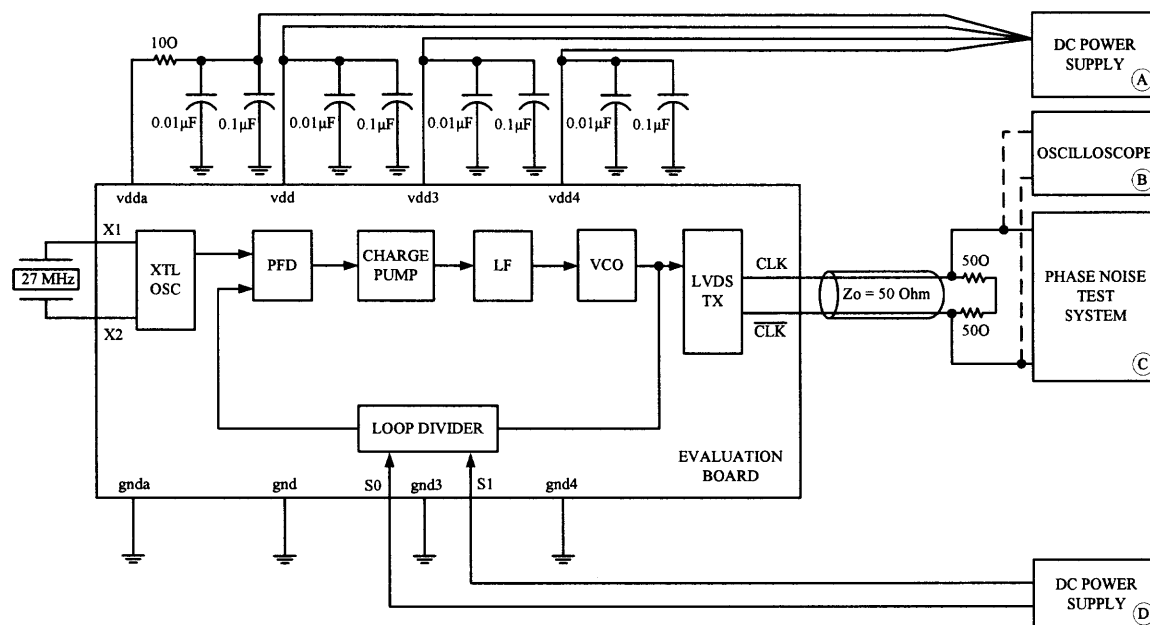 10Ω
DC POWER
SUPPLY
A
0.01µF
0.1µF
0.01µF
0.1µF
0.01µF
0.1µF
0.01µF
0.1µF
OSCILLOSCOPE
B
vdda
vdd
vdd3
vdd4
X1
27 MHz
X2
XTL
OSC
PFD
CHARGE
PUMP
LF
VCO
LVDS
TX
CLK
CLK
Zo = 50 Ohm
50Ω
50Ω
PHASE NOISE
TEST
SYSTEM
C
LOOP DIVIDER
EVALUATION
BOARD
gnda
gnd
S0
gnd3
S1
gnd4
DC POWER
SUPPLY
D